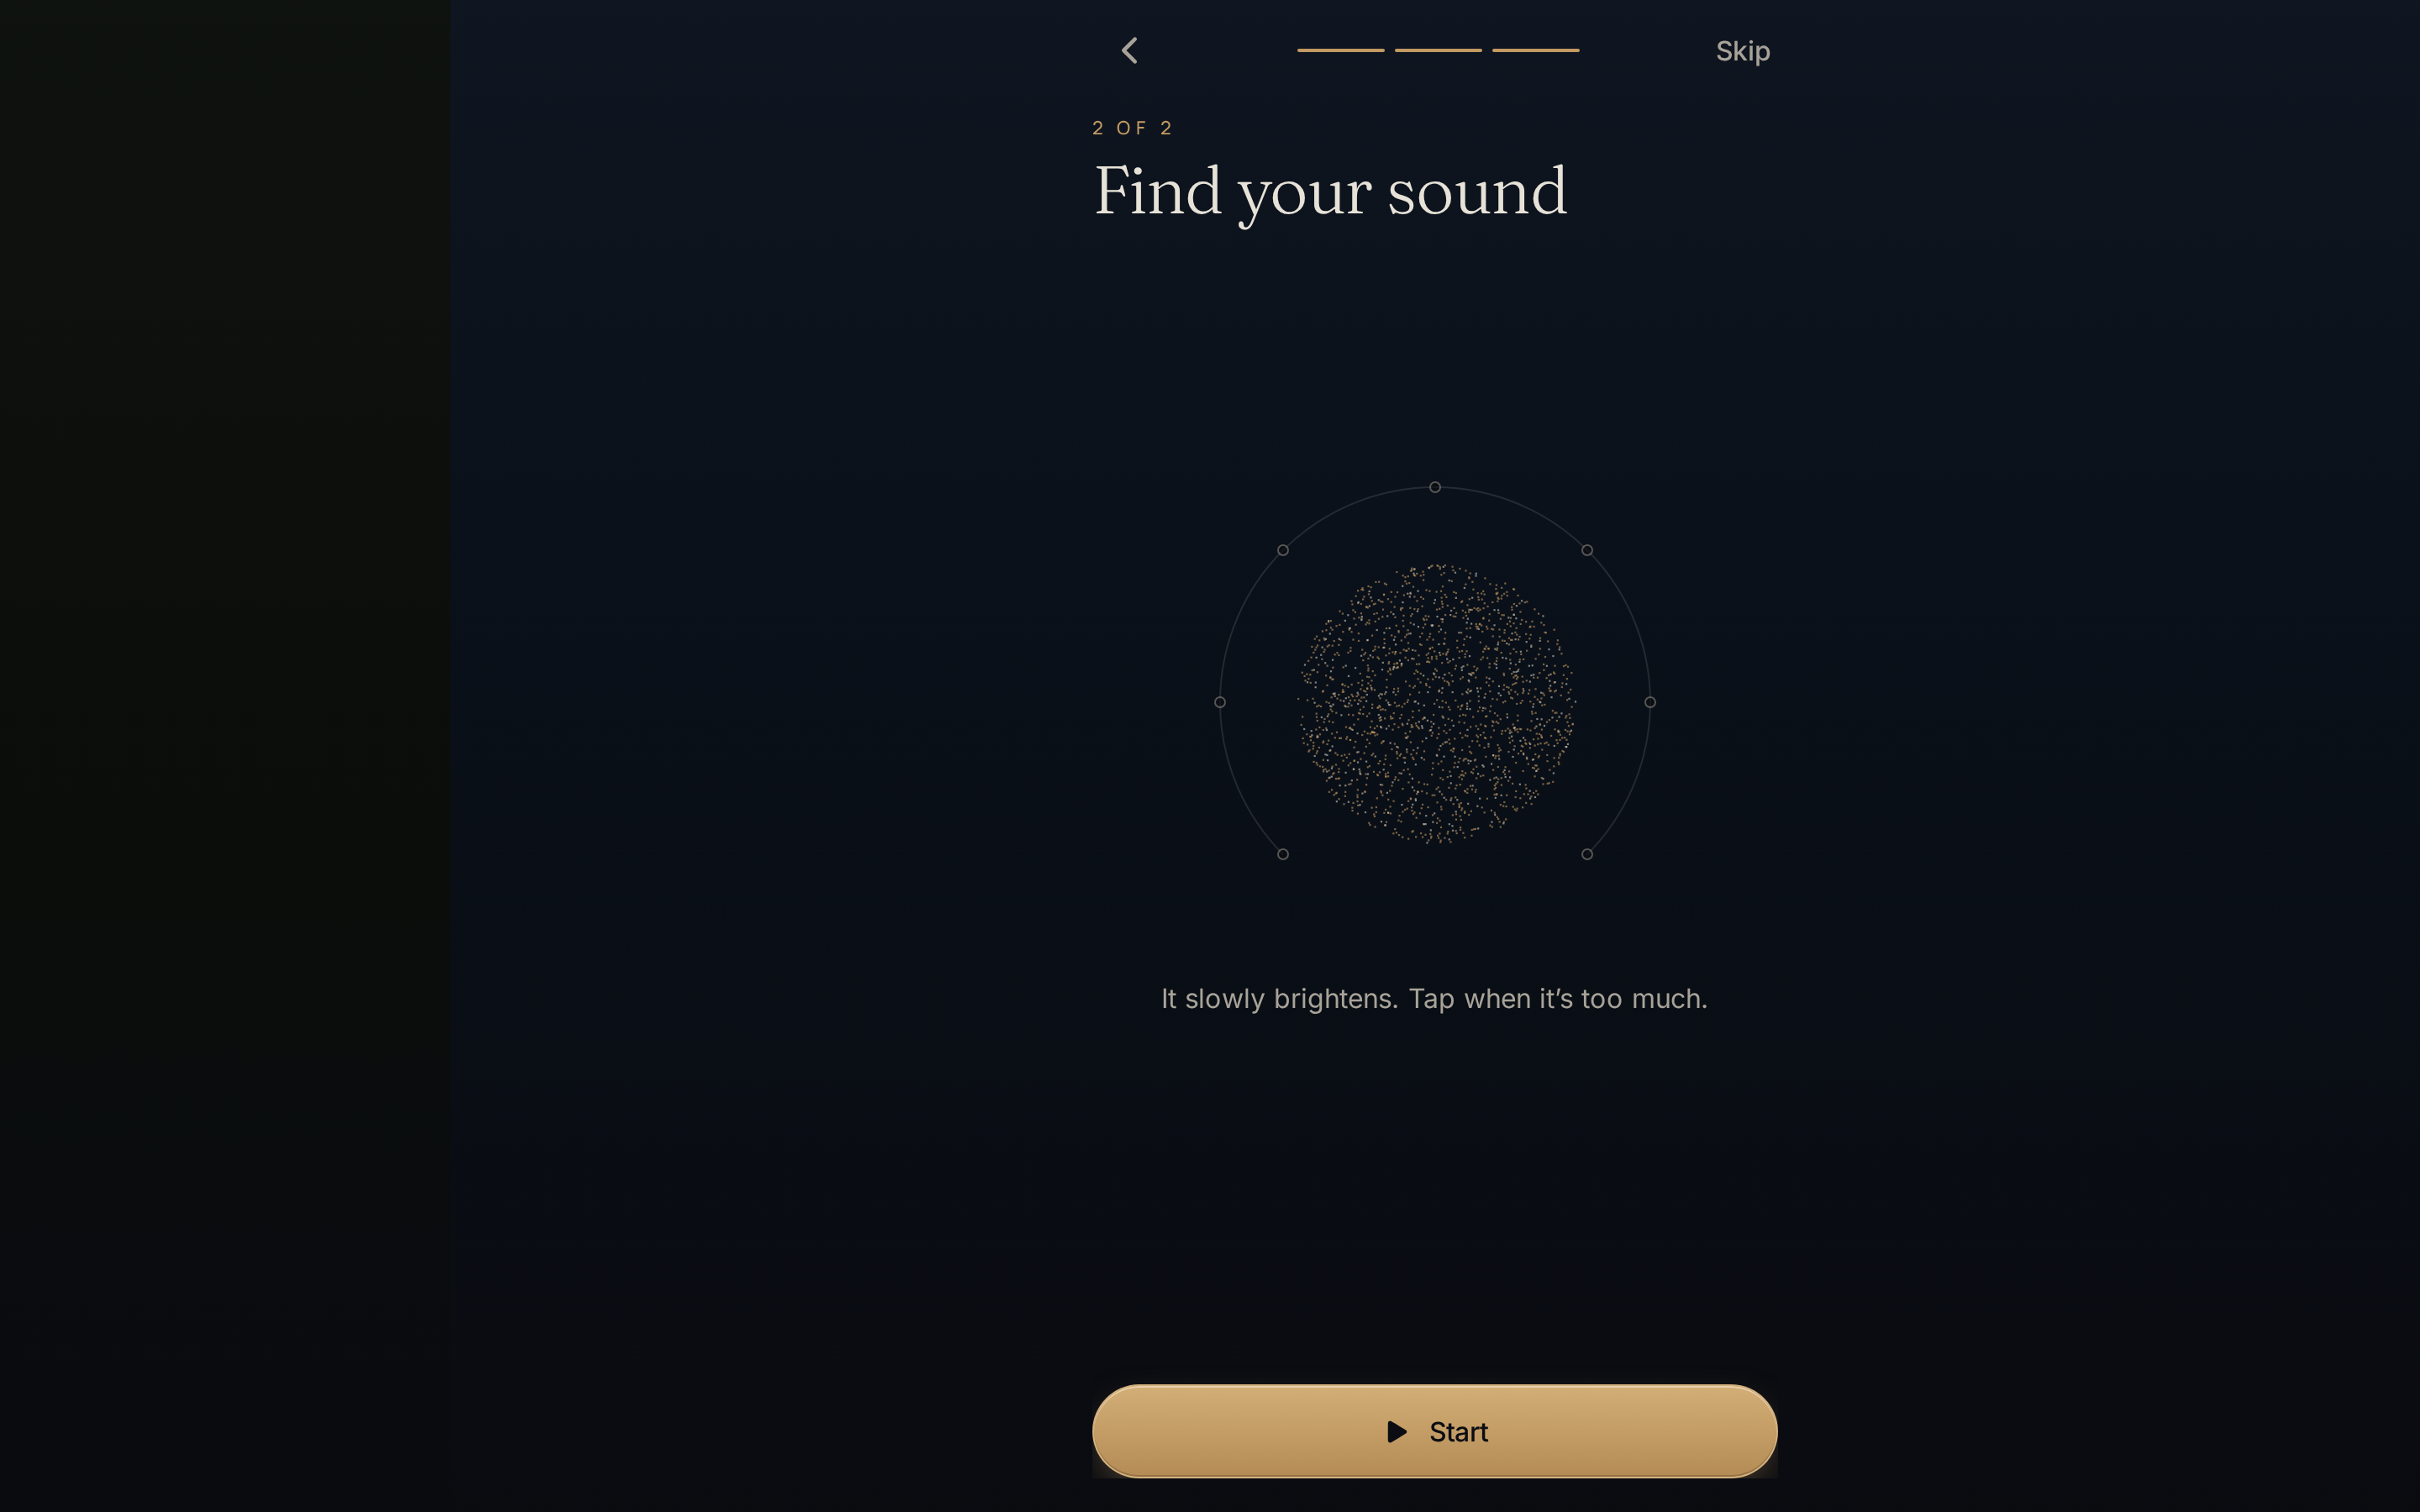 Skip
2 OF 2
Find your sound
It slowly brightens. Tap when it’s too much.
Start